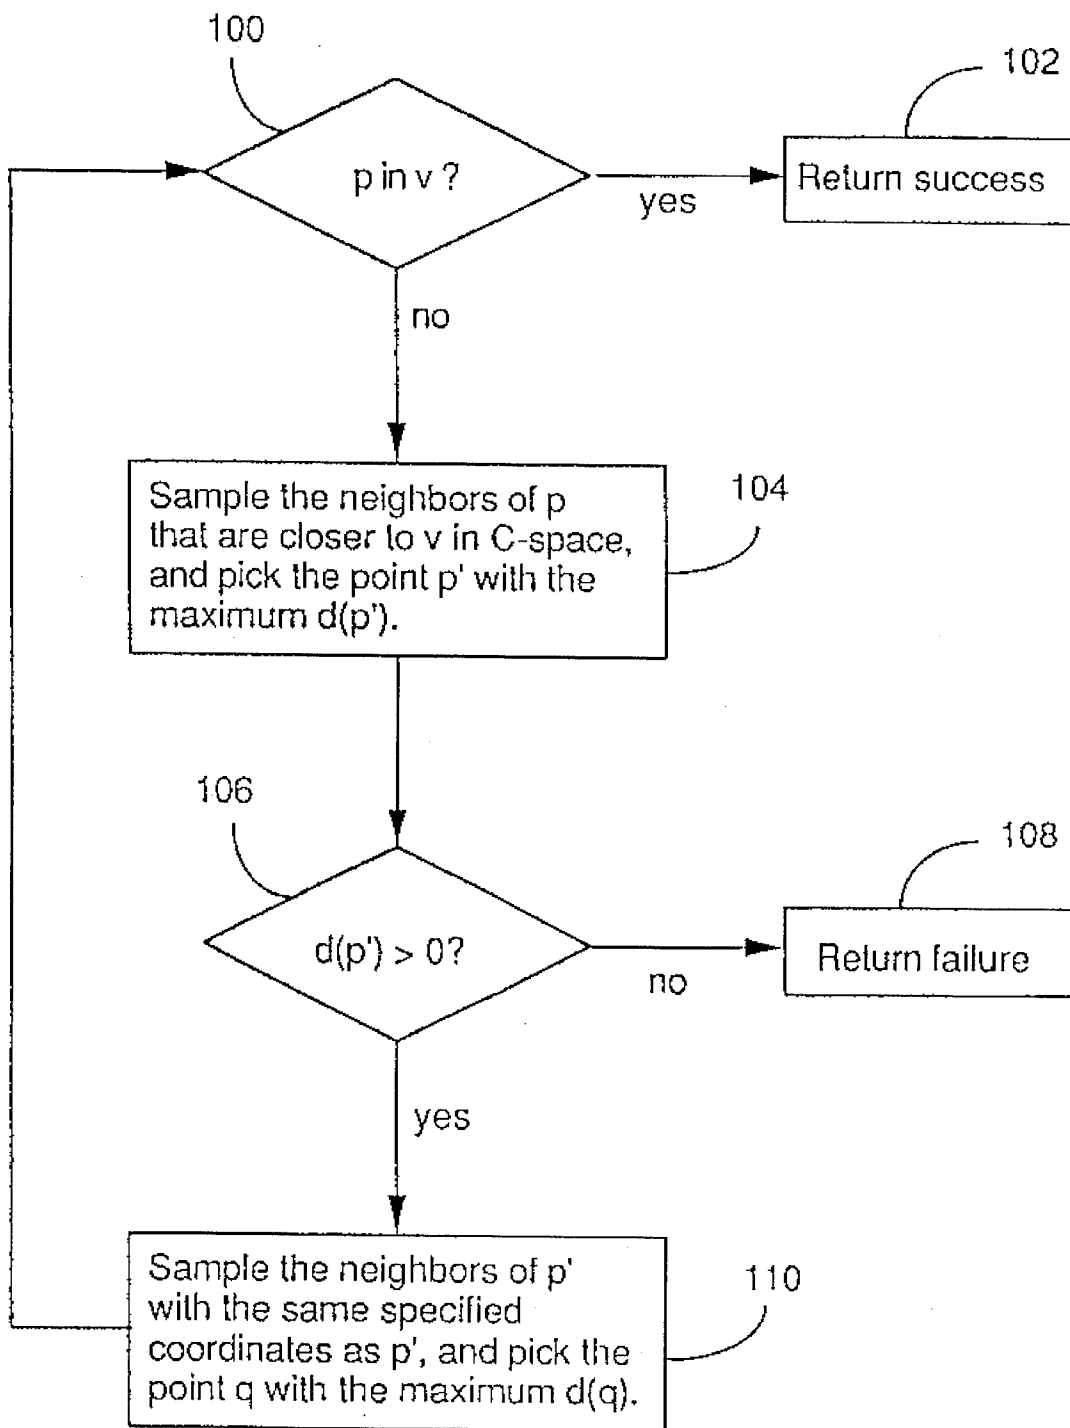 100
102
p in v ?
Return success
yes
no
Sample the neighbors of p
that are closer to v in C-space,
and pick the point p' with the
maximum d(p').
104
106
108
d(p') > 0?
Return failure
no
yes
Sample the neighbors of p'
with the same specified
coordinates as p', and pick the
point q with the maximum d(q).
110